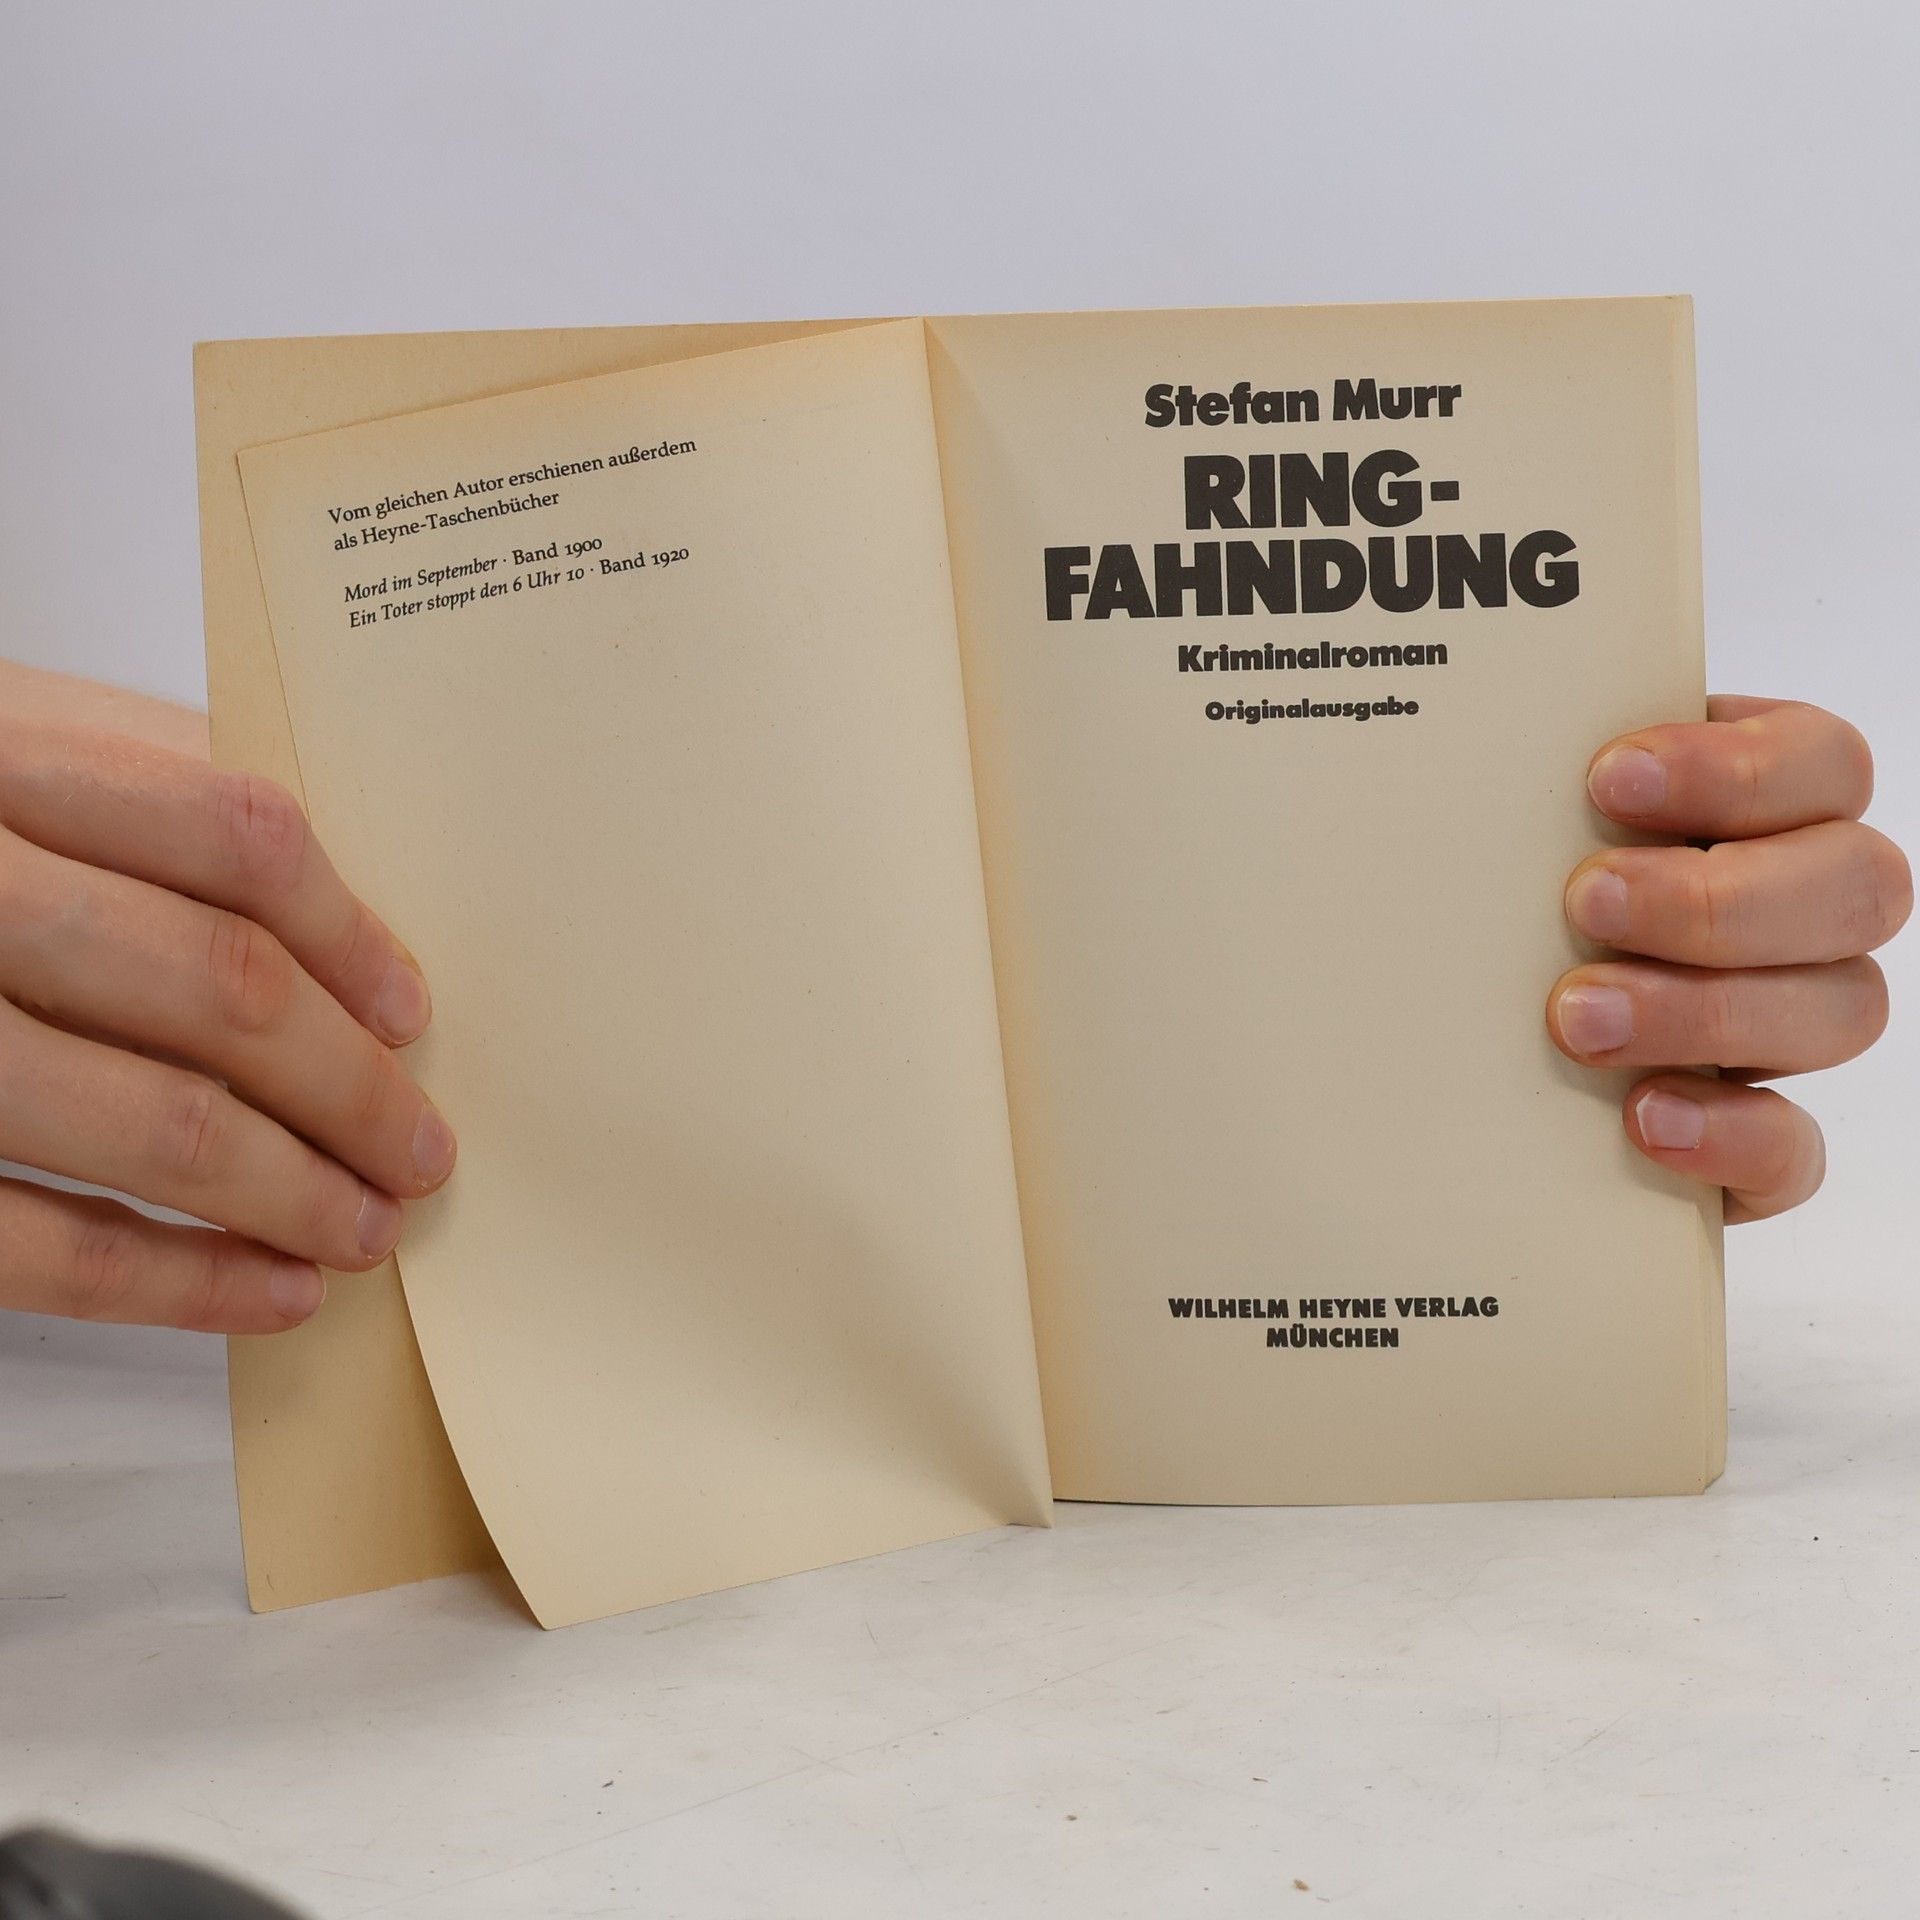 Vom gleichen Autor erschienen außerdem
als Heyne-Taschenbücher
Mord im September · Band 1900
Ein Toter stoppt den 6 Uhr 10 · Band 1920
Stefan Murr
RING-
FAHNDUNG
Kriminalroman
Originalausgabe
WILHELM HEYNE VERLAG
MÜNCHEN